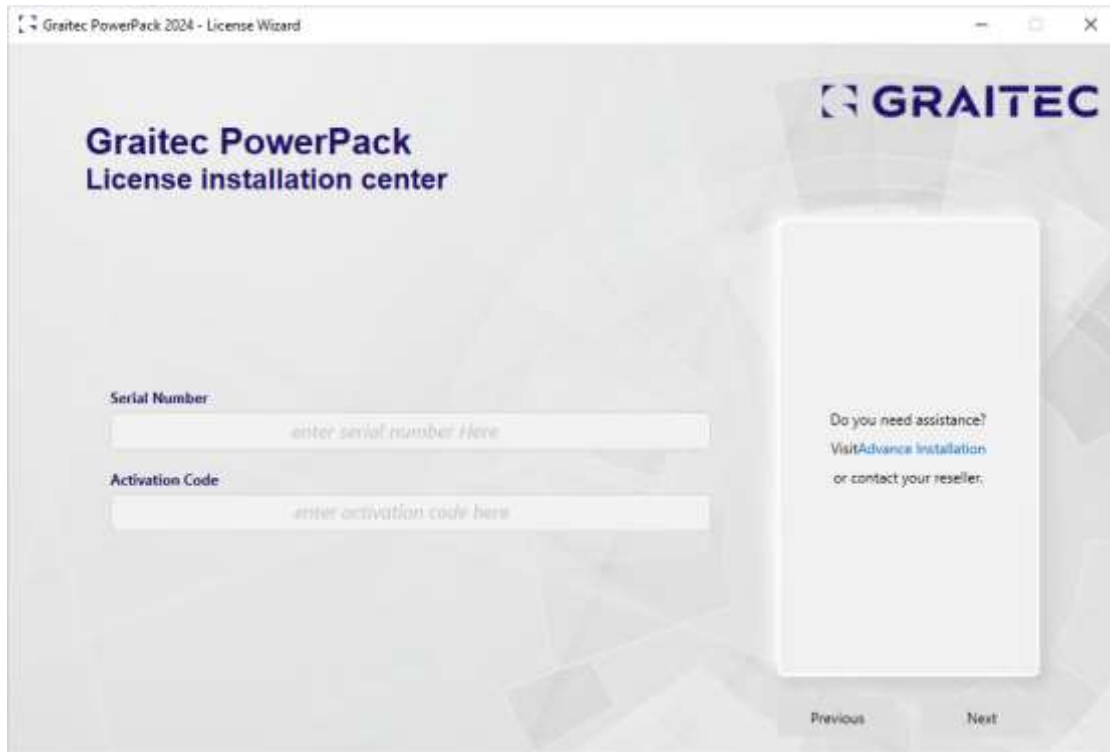 Graitec PowerPack 2024 - License Wizard
GRAITEC
Graitec PowerPack
License installation center
Serial Number
enter serial number Here
Activation Code
enter activation code here
Do you need assistance?
VisitAdvance Installation
or contact your reseller.
Previous
Next